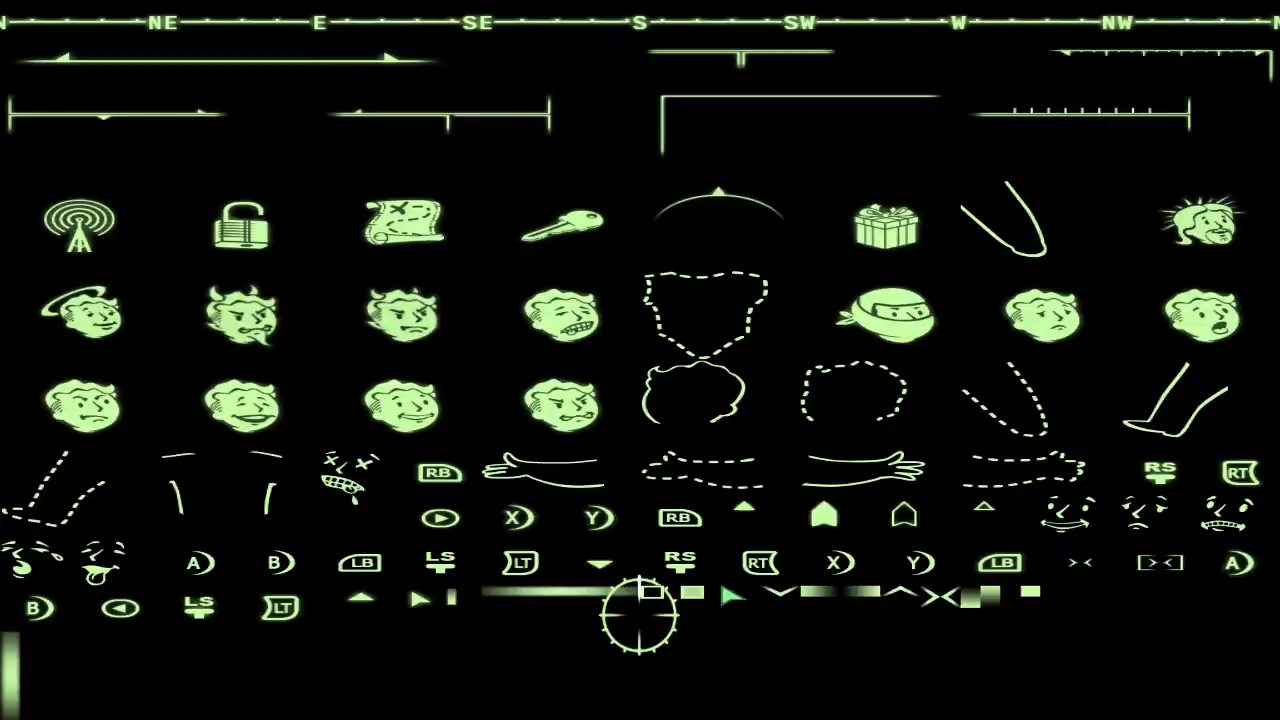 N NE E SE S SW W NW N
RB RS RT
X Y RB
A B LB LS LT RS RT X Y LB A
B LS LT